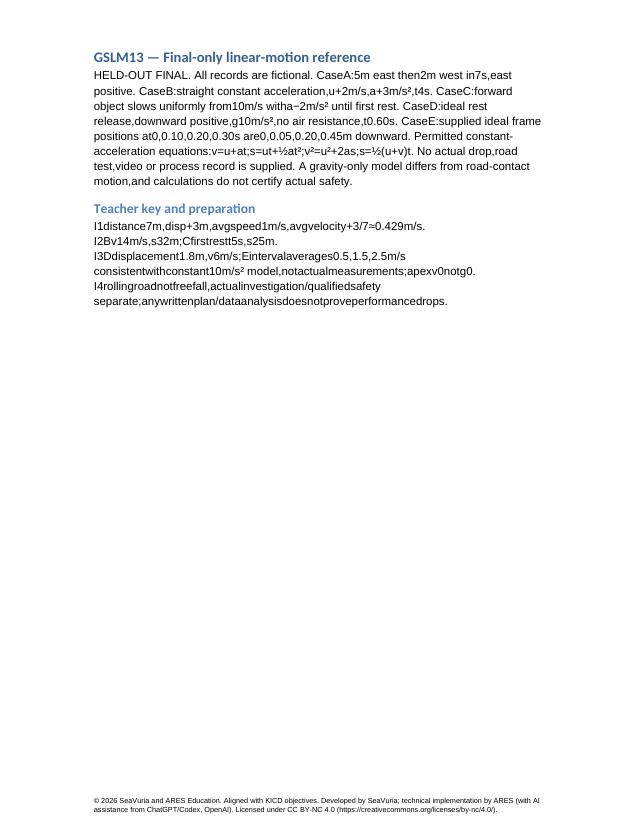 GSLM13 — Final-only linear-motion reference
HELD-OUT FINAL. All records are fictional. CaseA:5m east then2m west in7s,east
positive. CaseB:straight constant acceleration,u+2m/s,a+3m/s²,t4s. CaseC:forward
object slows uniformly from10m/s witha−2m/s² until first rest. CaseD:ideal rest
release,downward positive,g10m/s²,no air resistance,t0.60s. CaseE:supplied ideal frame
positions at0,0.10,0.20,0.30s are0,0.05,0.20,0.45m downward. Permitted constant-
acceleration equations:v=u+at;s=ut+½at²;v²=u²+2as;s=½(u+v)t. No actual drop,road
test,video or process record is supplied. A gravity-only model differs from road-contact
motion,and calculations do not certify actual safety.
Teacher key and preparation
I1distance7m,disp+3m,avgspeed1m/s,avgvelocity+3/7≈0.429m/s.
I2Bv14m/s,s32m;Cfirstrestt5s,s25m.
I3Ddisplacement1.8m,v6m/s;Eintervalaverages0.5,1.5,2.5m/s
consistentwithconstant10m/s² model,notactualmeasurements;apexv0notg0.
I4rollingroadnotfreefall,actualinvestigation/qualifiedsafety
separate;anywrittenplan/dataanalysisdoesnotproveperformancedrops.
© 2026 SeaVuria and ARES Education. Aligned with KICD objectives. Developed by SeaVuria; technical implementation by ARES (with AI
assistance from ChatGPT/Codex, OpenAI). Licensed under CC BY-NC 4.0 (https://creativecommons.org/licenses/by-nc/4.0/).